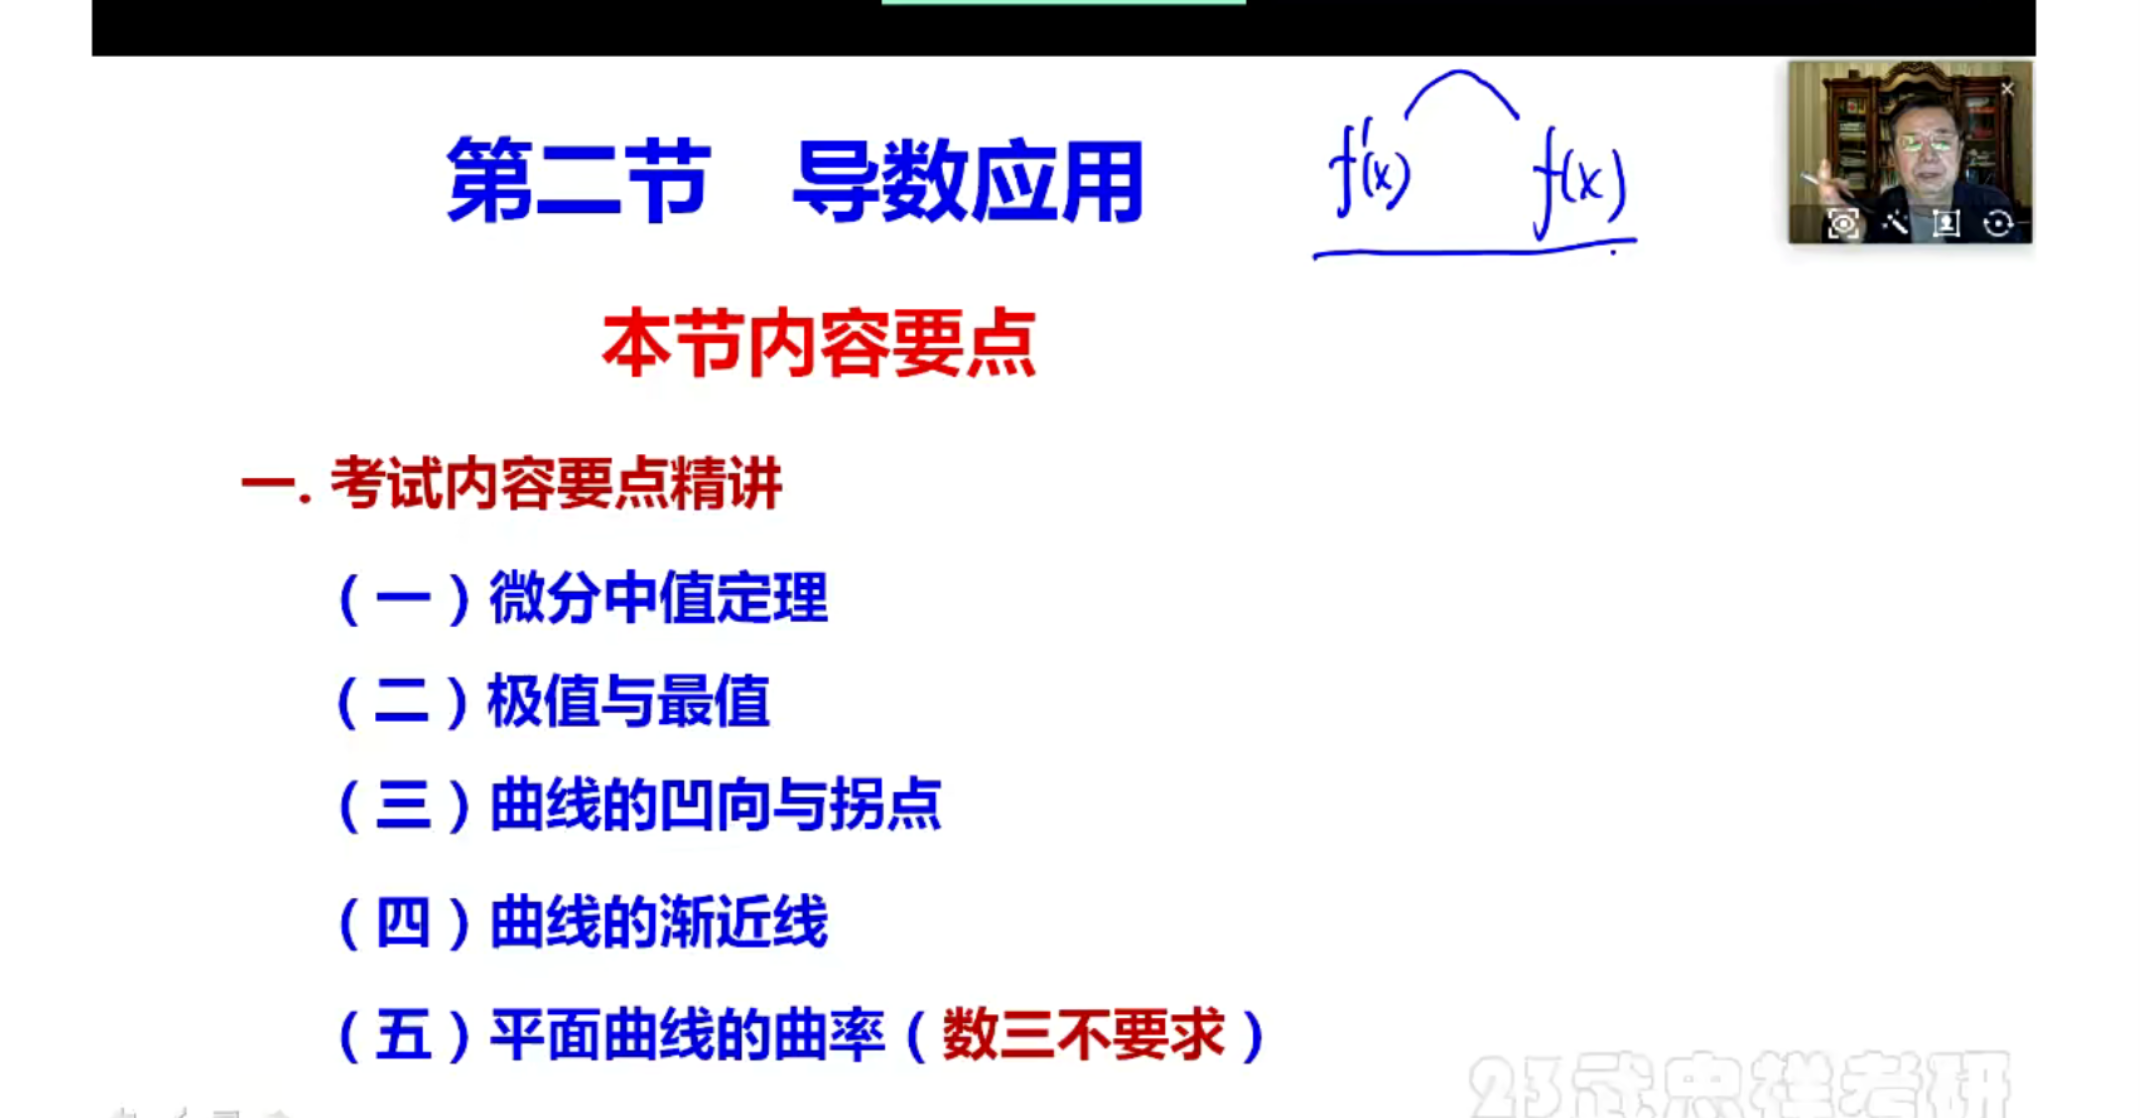 第二节 导数应用
f'(x) f(x)
本节内容要点
一. 考试内容要点精讲
（一）微分中值定理
（二）极值与最值
（三）曲线的凹向与拐点
（四）曲线的渐近线
（五）平面曲线的曲率（数三不要求）
23武忠祥考研